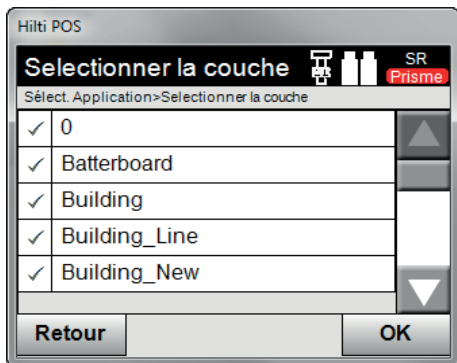 Hilti POS
Selectionner la couche
SR
Prisme
Sélect. Application>Selectionner la couche
0
Batterboard
Building
Building_Line
Building_New
Retour
OK